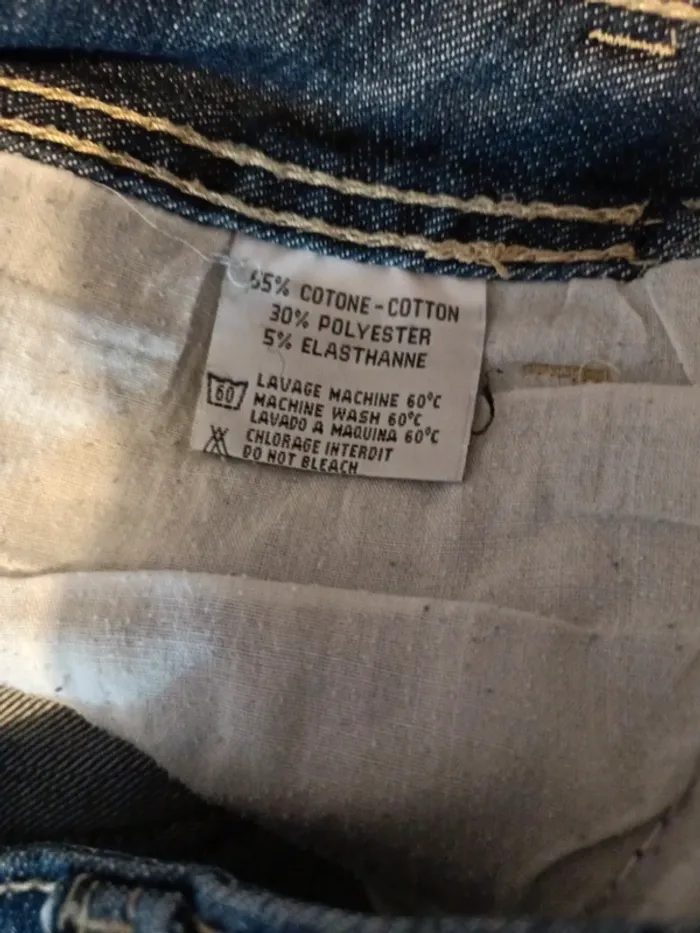 65% COTONE-COTTON
30% POLYESTER
5% ELASTHANNE
60 LAVAGE MACHINE 60°C
MACHINE WASH 60°C
LAVADO A MAQUINA 60°C
CHLORAGE INTERDIT
DO NOT BLEACH